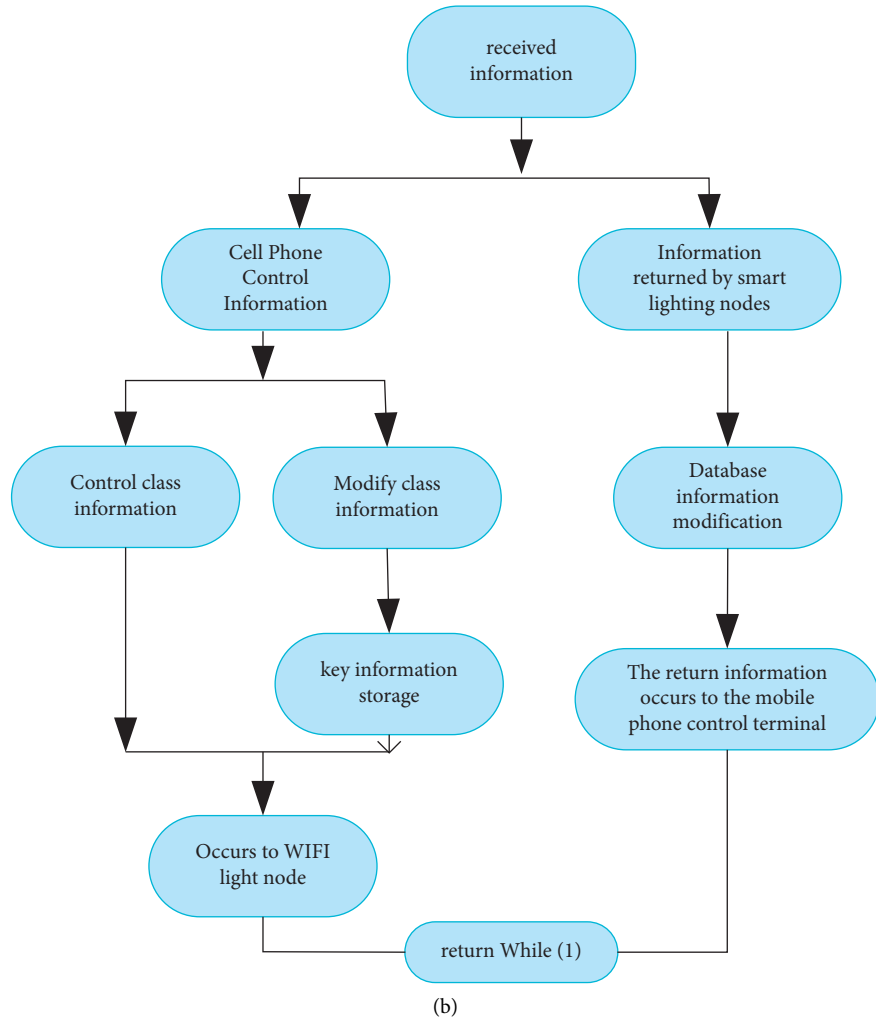 received
information
Cell Phone
Control
Information
Information
returned by smart
lighting nodes
Control class
information
Modify class
information
Database
information
modification
key information
storage
The return information
occurs to the mobile
phone control terminal
Occurs to WIFI
light node
return While (1)
(b)